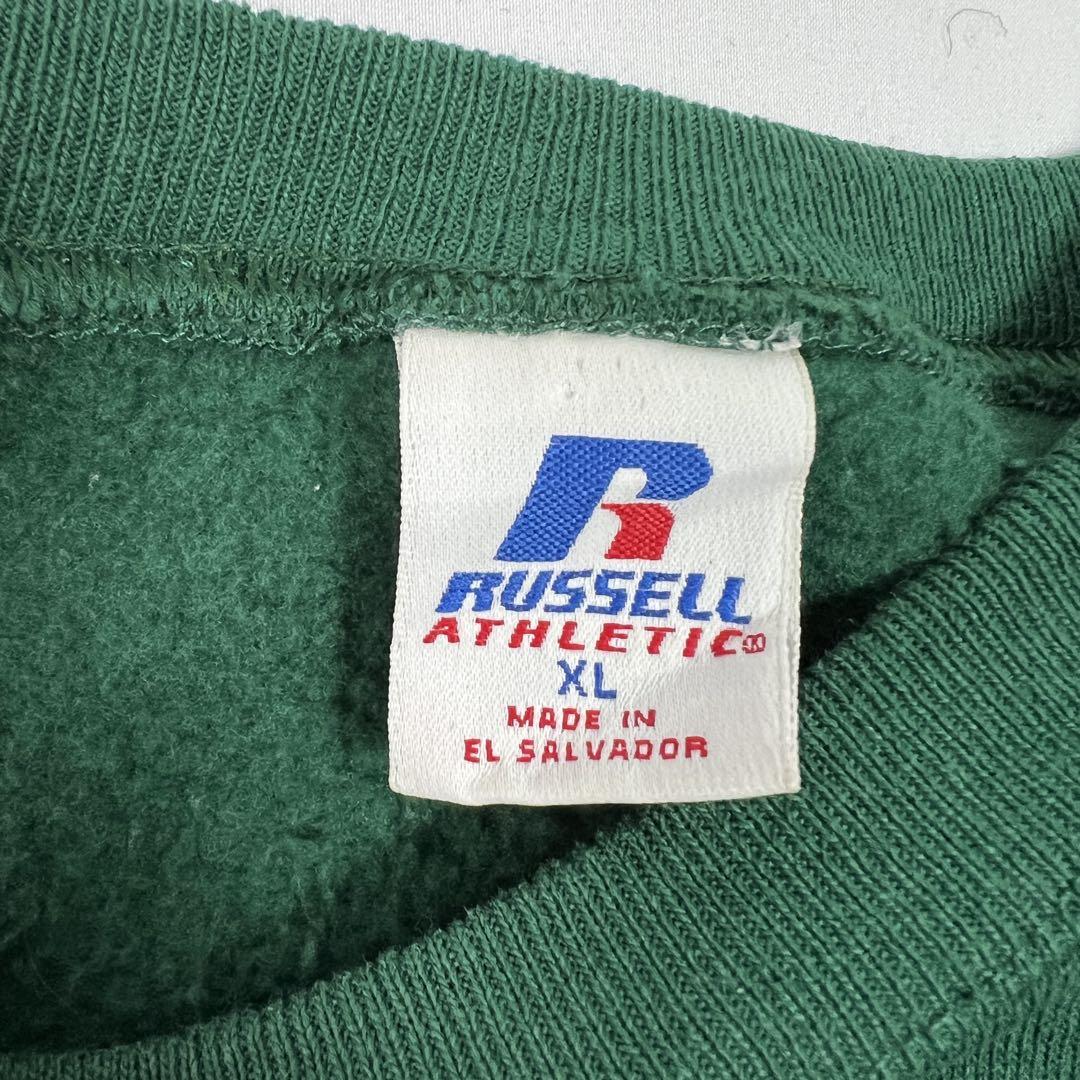 R
RUSSELL
ATHLETIC®
XL
MADE IN
EL SALVADOR